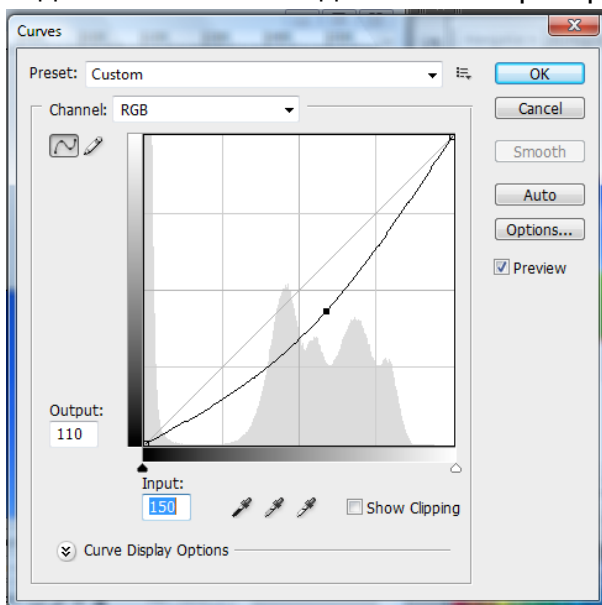 Curves
Preset: Custom
OK
Channel: RGB
Cancel
Smooth
Auto
Options...
Preview
Output:
110
Input:
150
Show Clipping
Curve Display Options